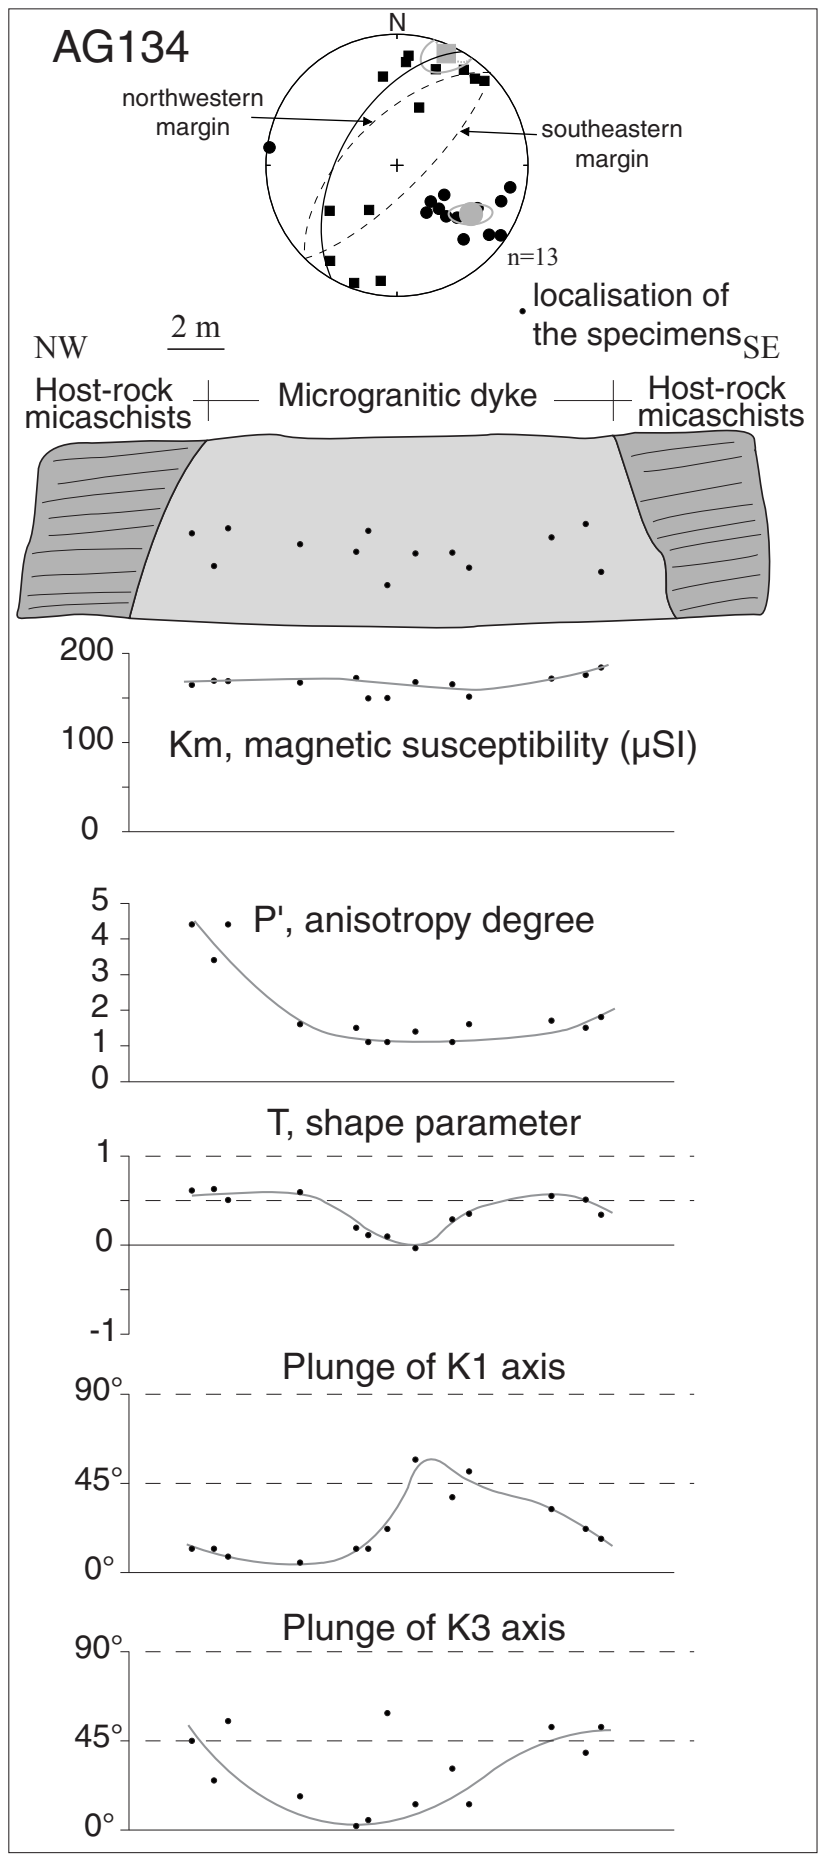 N
AG134
northwestern
margin
southeastern
margin
n=13
localisation of
the specimens
2 m
NW
SE
Host-rock
micaschists
Microgranitic dyke
Host-rock
micaschists
200
100
0
Km, magnetic susceptibility (µSI)
5
4
3
2
1
0
P', anisotropy degree
T, shape parameter
1
0
-1
Plunge of K1 axis
90°
45°
0°
Plunge of K3 axis
90°
45°
0°